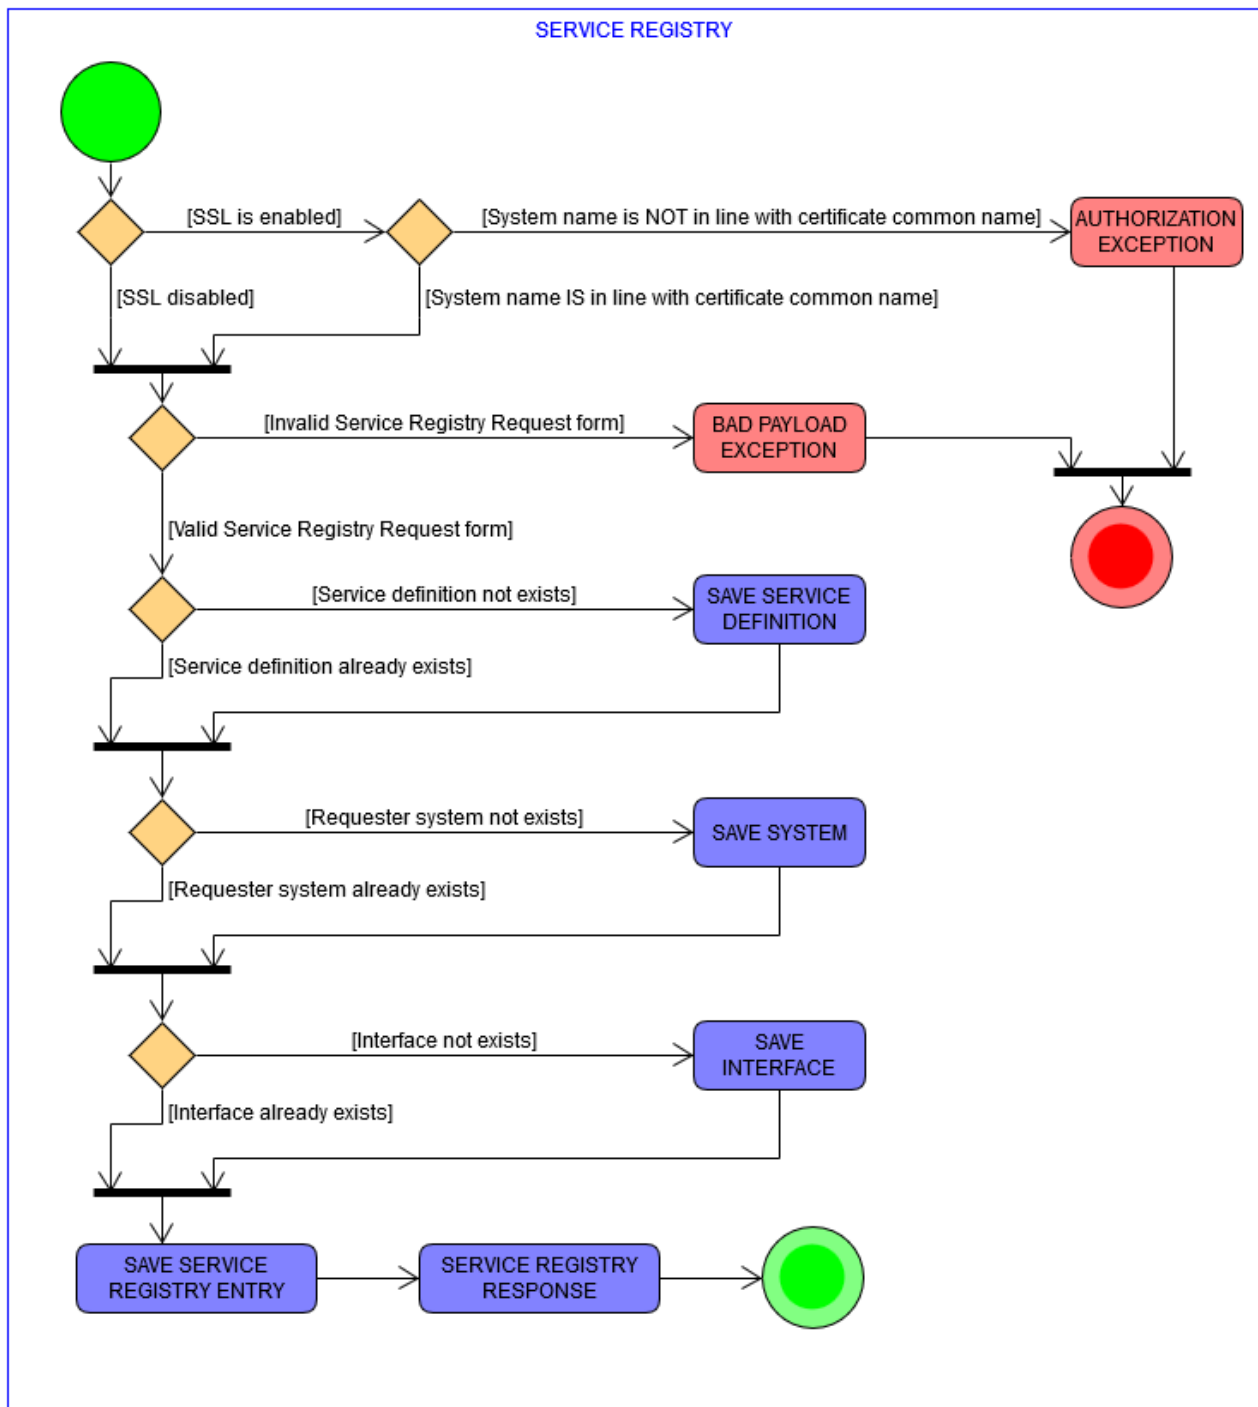 SERVICE REGISTRY
[SSL is enabled]
[System name is NOT in line with certificate common name]
AUTHORIZATION
EXCEPTION
[SSL disabled]
[System name IS in line with certificate common name]
[Invalid Service Registry Request form]
BAD PAYLOAD
EXCEPTION
[Valid Service Registry Request form]
[Service definition not exists]
SAVE SERVICE
DEFINITION
[Service definition already exists]
[Requester system not exists]
SAVE SYSTEM
[Requester system already exists]
[Interface not exists]
SAVE
INTERFACE
[Interface already exists]
SAVE SERVICE
REGISTRY ENTRY
SERVICE REGISTRY
RESPONSE